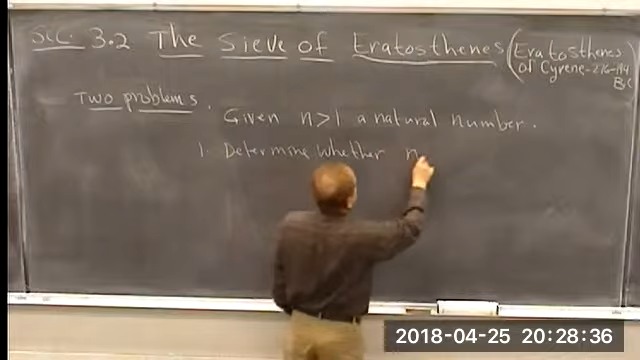 Sec. 3.2 The Sieve of Eratosthenes (Eratosthenes
of Cyrene -276-194
BC
Two problems. Given n>1 a natural number.
1. Determine whether n
2018-04-25 20:28:36